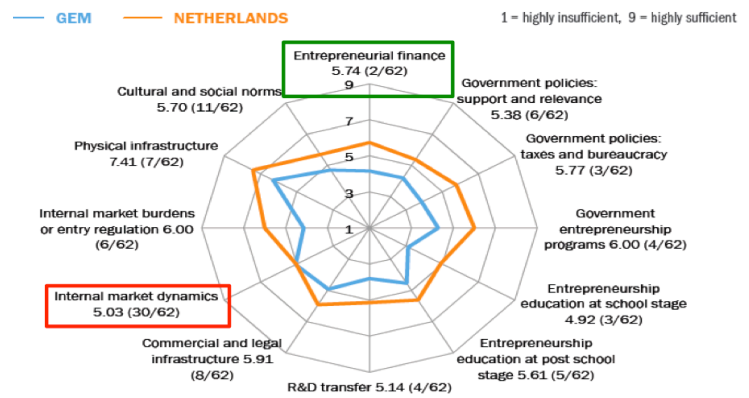 GEM NETHERLANDS 1 = highly insufficient, 9 = highly sufficient
Entrepreneurial finance
5.74 (2/62)
9
Cultural and social norms
5.70 (11/62)
Government policies:
support and relevance
5.38 (6/62)
7
Physical infrastructure
7.41 (7/62)
Government policies:
taxes and bureaucracy
5.77 (3/62)
5
3
Internal market burdens
or entry regulation 6.00
(6/62)
1
Government
entrepreneurship
programs 6.00 (4/62)
Internal market dynamics
5.03 (30/62)
Entrepreneurship
education at school stage
4.92 (3/62)
Commercial and legal
infrastructure 5.91
(8/62)
Entrepreneurship
education at post school
stage 5.61 (5/62)
R&D transfer 5.14 (4/62)